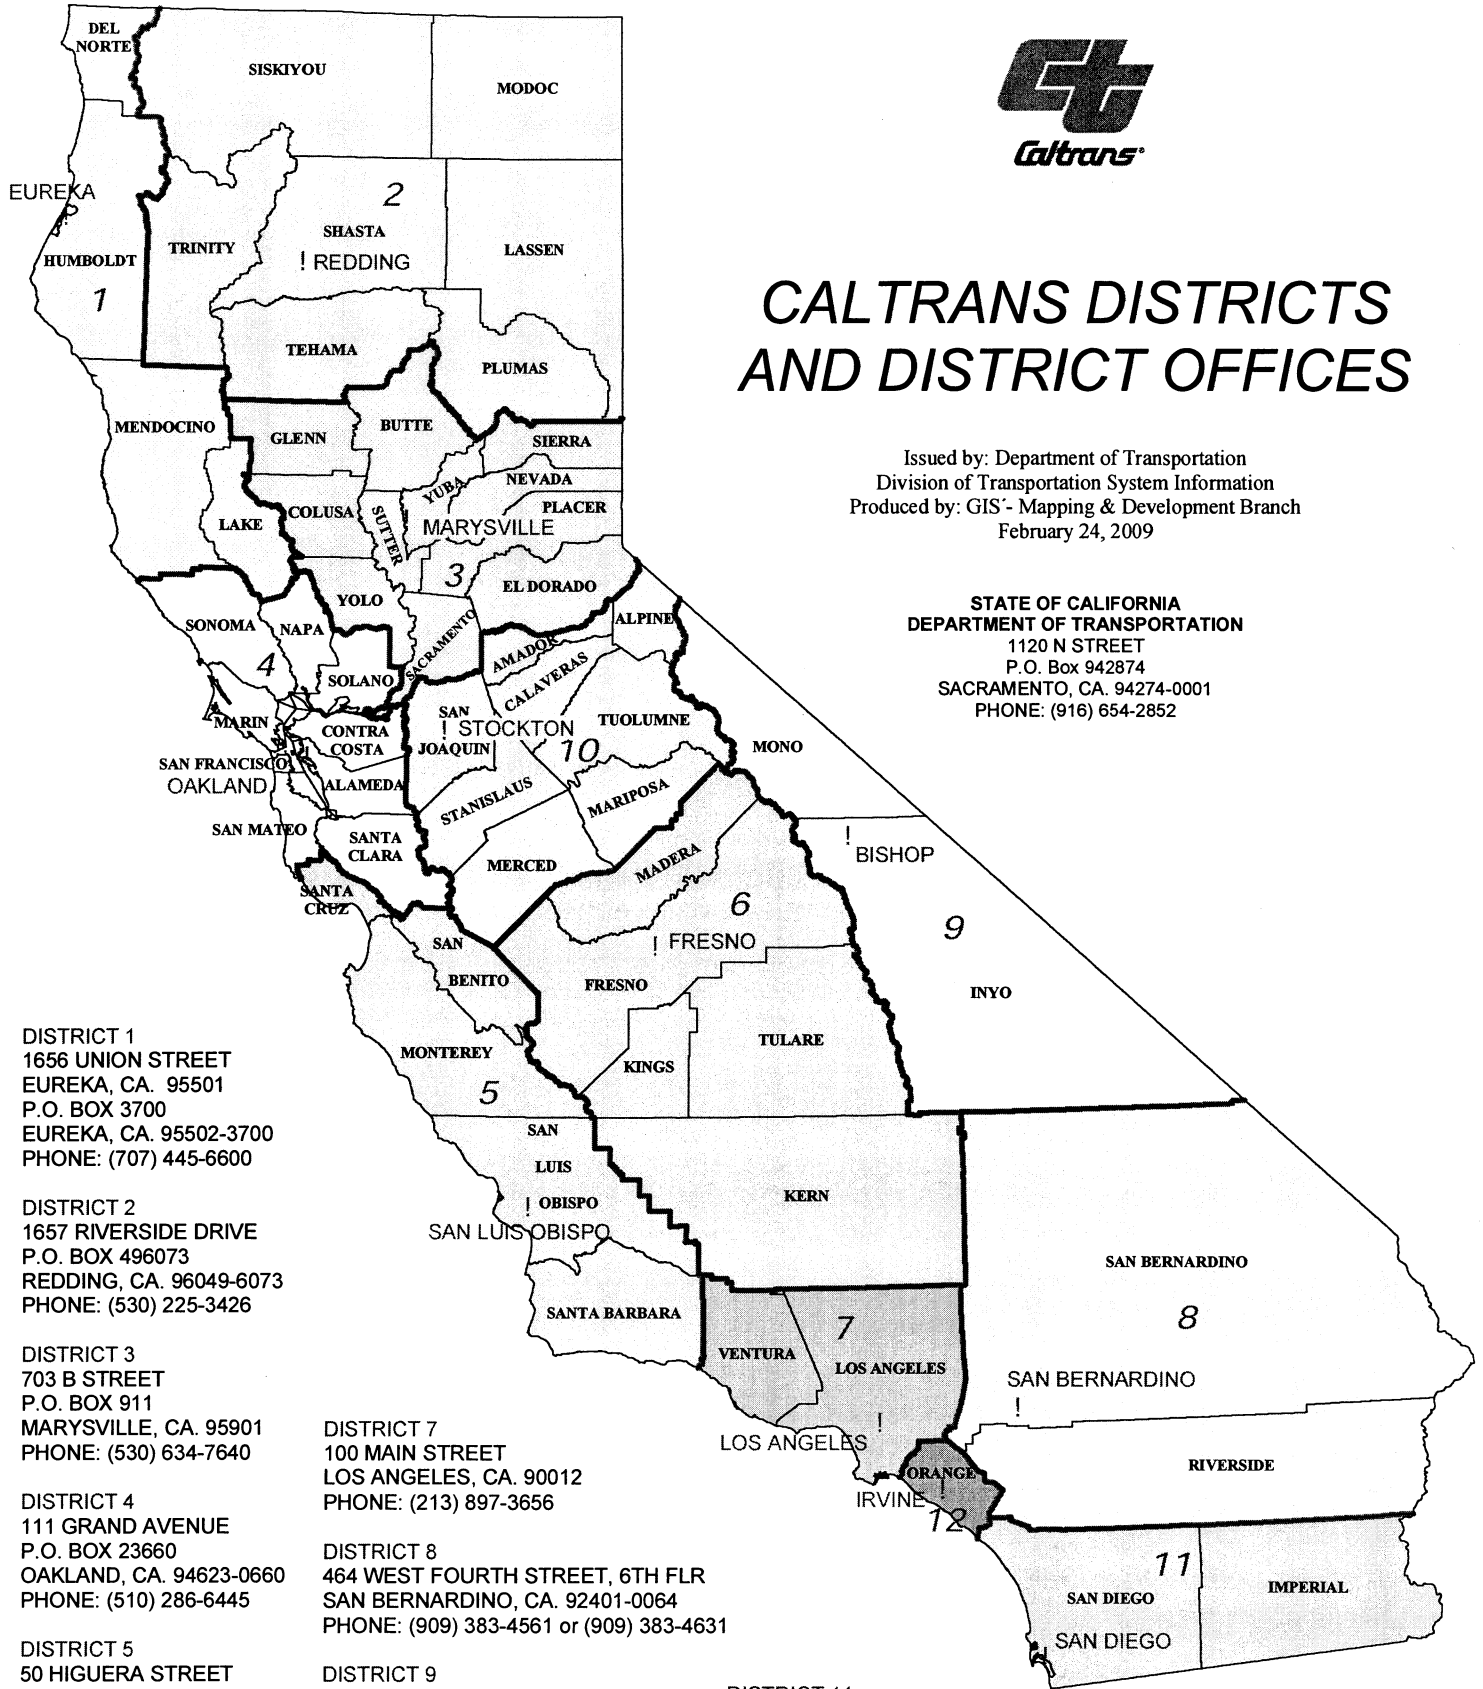 Caltrans
CALTRANS DISTRICTS
AND DISTRICT OFFICES
Issued by: Department of Transportation
Division of Transportation System Information
Produced by: GIS´- Mapping & Development Branch
February 24, 2009
STATE OF CALIFORNIA
DEPARTMENT OF TRANSPORTATION
1120 N STREET
P.O. Box 942874
SACRAMENTO, CA. 94274-0001
PHONE: (916) 654-2852
DEL
NORTE
SISKIYOU
MODOC
EUREKA
!
HUMBOLDT
1
TRINITY
2
SHASTA
! REDDING
LASSEN
TEHAMA
PLUMAS
MENDOCINO
GLENN
BUTTE
SIERRA
LAKE
COLUSA
SUTTER
YUBA
NEVADA
PLACER
MARYSVILLE
3
EL DORADO
YOLO
SACRAMENTO
SONOMA
NAPA
4
SOLANO
MARIN
CONTRA
COSTA
SAN FRANCISCO
OAKLAND
ALAMEDA
SAN MATEO
SANTA
CLARA
SANTA
CRUZ
ALPINE
AMADOR
CALAVERAS
SAN
JOAQUIN
! STOCKTON
10
TUOLUMNE
STANISLAUS
MARIPOSA
MERCED
MONO
!
BISHOP
9
INYO
MADERA
6
! FRESNO
FRESNO
KINGS
TULARE
SAN
BENITO
MONTEREY
5
SAN
LUIS
! OBISPO
SAN LUIS OBISPO
KERN
SANTA BARBARA
VENTURA
7
LOS ANGELES
!
LOS ANGELES
SAN BERNARDINO
8
SAN BERNARDINO
!
ORANGE
!
IRVINE
12
RIVERSIDE
11
SAN DIEGO
! SAN DIEGO
IMPERIAL
DISTRICT 1
1656 UNION STREET
EUREKA, CA. 95501
P.O. BOX 3700
EUREKA, CA. 95502-3700
PHONE: (707) 445-6600
DISTRICT 2
1657 RIVERSIDE DRIVE
P.O. BOX 496073
REDDING, CA. 96049-6073
PHONE: (530) 225-3426
DISTRICT 3
703 B STREET
P.O. BOX 911
MARYSVILLE, CA. 95901
PHONE: (530) 634-7640
DISTRICT 4
111 GRAND AVENUE
P.O. BOX 23660
OAKLAND, CA. 94623-0660
PHONE: (510) 286-6445
DISTRICT 5
50 HIGUERA STREET
DISTRICT 7
100 MAIN STREET
LOS ANGELES, CA. 90012
PHONE: (213) 897-3656
DISTRICT 8
464 WEST FOURTH STREET, 6TH FLR
SAN BERNARDINO, CA. 92401-0064
PHONE: (909) 383-4561 or (909) 383-4631
DISTRICT 9